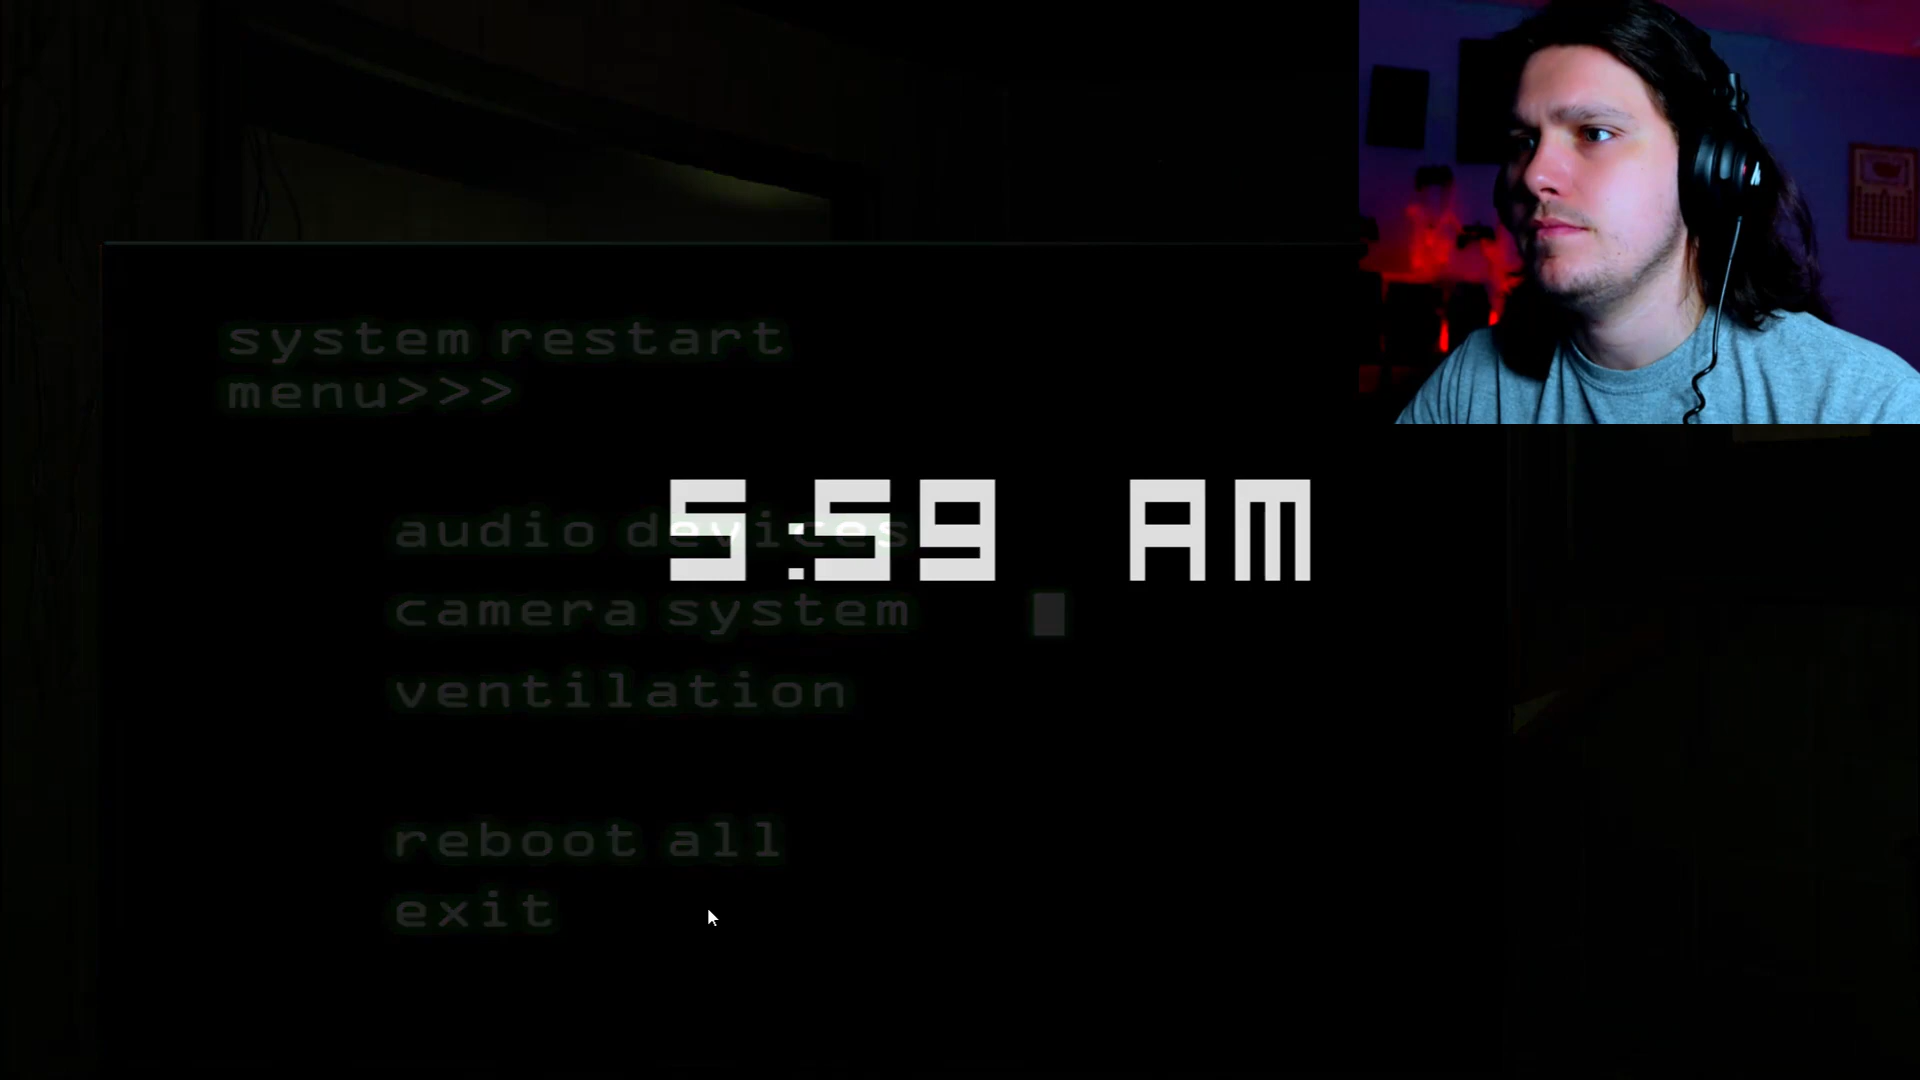 system restart
menu>>>
5:59 AM
audio devices
camera system
ventilation
reboot all
exit